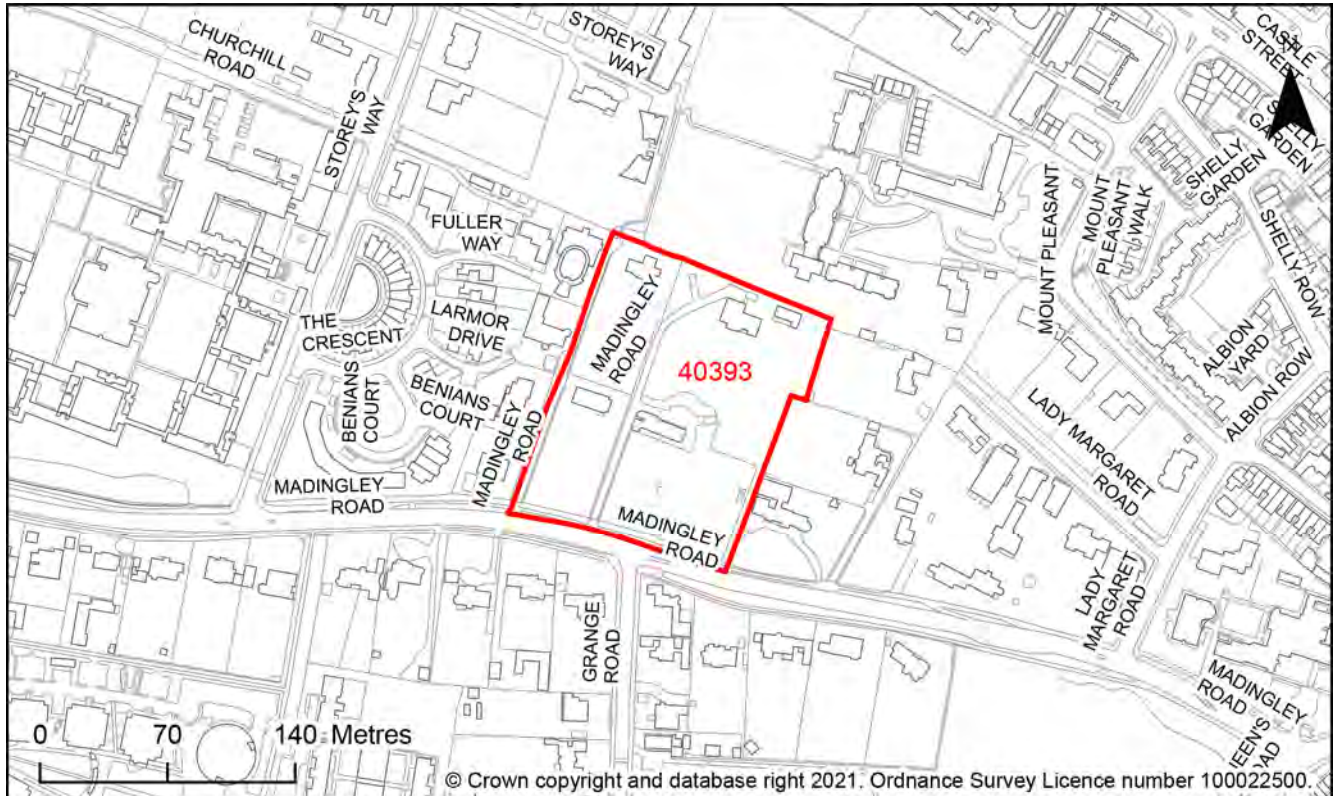 CHURCHILL
ROAD
STOREY'S
WAY
STOREY'S
WAY
CASTLE
STREET
SHELLY
GARDEN
SHELLY
GARDEN
SHELLY ROW
MOUNT PLEASANT
MOUNT
PLEASANT
WALK
FULLER
WAY
THE
CRESCENT
LARMOR
DRIVE
BENIANS
COURT
BENIANS
COURT
MADINGLEY
ROAD
40393
MADINGLEY
ROAD
MADINGLEY
ROAD
MADINGLEY
ROAD
ALBION
YARD
ALBION ROW
LADY MARGARET
ROAD
LADY
MARGARET
ROAD
GRANGE
ROAD
MADINGLEY
ROAD
ROAD
0 70 140 Metres
© Crown copyright and database right 2021. Ordnance Survey Licence number 100022500.